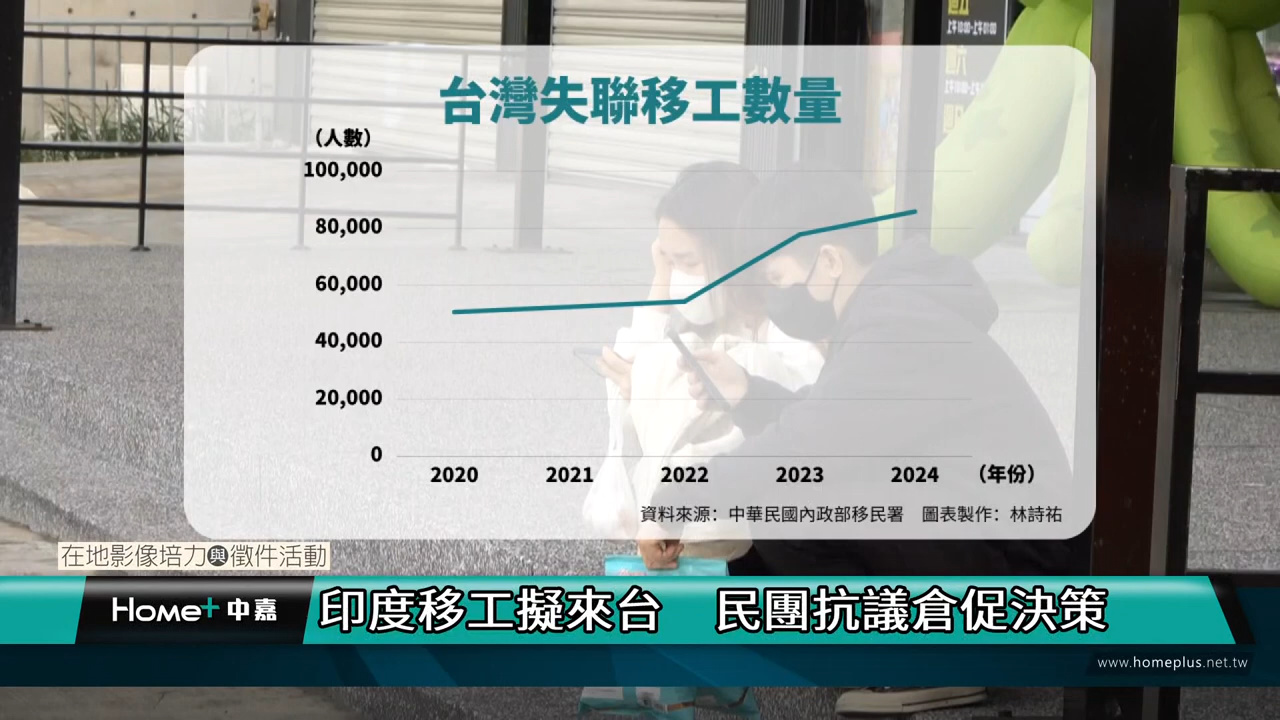 台灣失聯移工數量
（人數）
100,000
80,000
60,000
40,000
20,000
0
2020 2021 2022 2023 2024 （年份）
資料來源：中華民國內政部移民署 圖表製作：林詩祐
在地影像培力與徵件活動
Home+中嘉 印度移工擬來台 民團抗議倉促決策
www.homeplus.net.tw